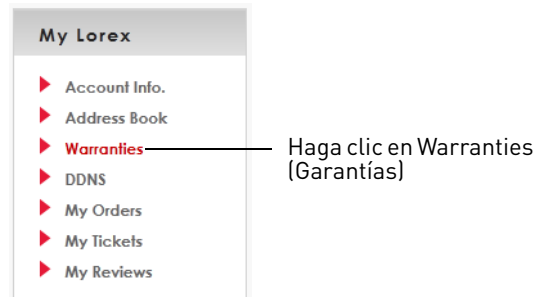 My Lorex
Account Info.
Address Book
Warranties
DDNS
My Orders
My Tickets
My Reviews
Haga clic en Warranties
(Garantías)